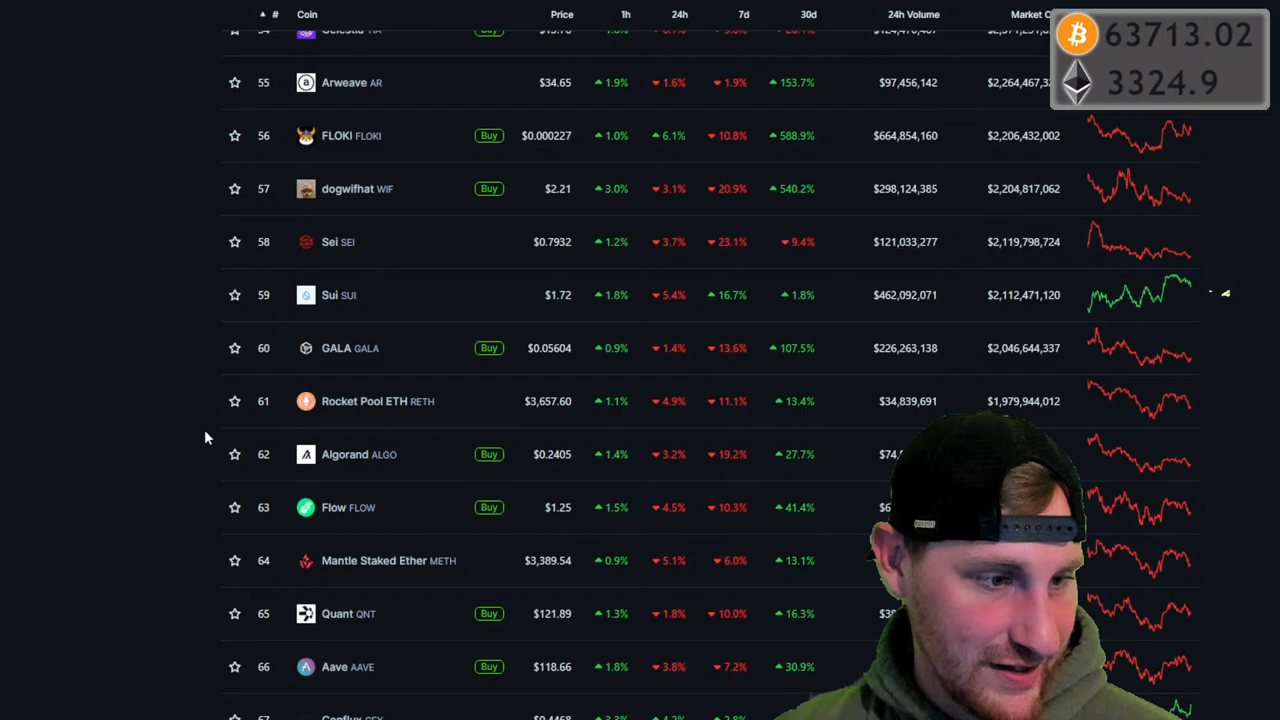 # Coin Price 1h 24h 7d 30d 24h Volume Market C
63713.02
3324.9
55 Arweave AR $34.65 1.9% 1.6% 1.9% 153.7% $97,456,142
56 FLOKI FLOKI Buy $0.000227 1.0% 6.1% 10.8% 588.9% $664,854,160 $2,206,432,002
57 dogwifhat WIF Buy $2.21 3.0% 3.1% 20.9% 540.2% $298,124,385 $2,204,817,062
58 Sei SEI $0.7932 1.2% 3.7% 23.1% 9.4% $121,033,277 $2,119,798,724
59 Sui SUI $1.72 1.8% 5.4% 16.7% 1.8% $462,092,071 $2,112,471,120
60 GALA GALA Buy $0.05604 0.9% 1.4% 13.6% 107.5% $226,263,138 $2,046,644,337
61 Rocket Pool ETH RETH $3,657.60 1.1% 4.9% 11.1% 13.4% $34,839,691 $1,979,944,012
62 Algorand ALGO Buy $0.2405 1.4% 3.2% 19.2% 27.7%
63 Flow FLOW Buy $1.25 1.5% 4.5% 10.3% 41.4%
64 Mantle Staked Ether METH $3,389.54 0.9% 5.1% 6.0% 13.1%
65 Quant QNT Buy $121.89 1.3% 1.8% 10.0% 16.3%
66 Aave AAVE Buy $118.66 1.8% 3.8% 7.2% 30.9%